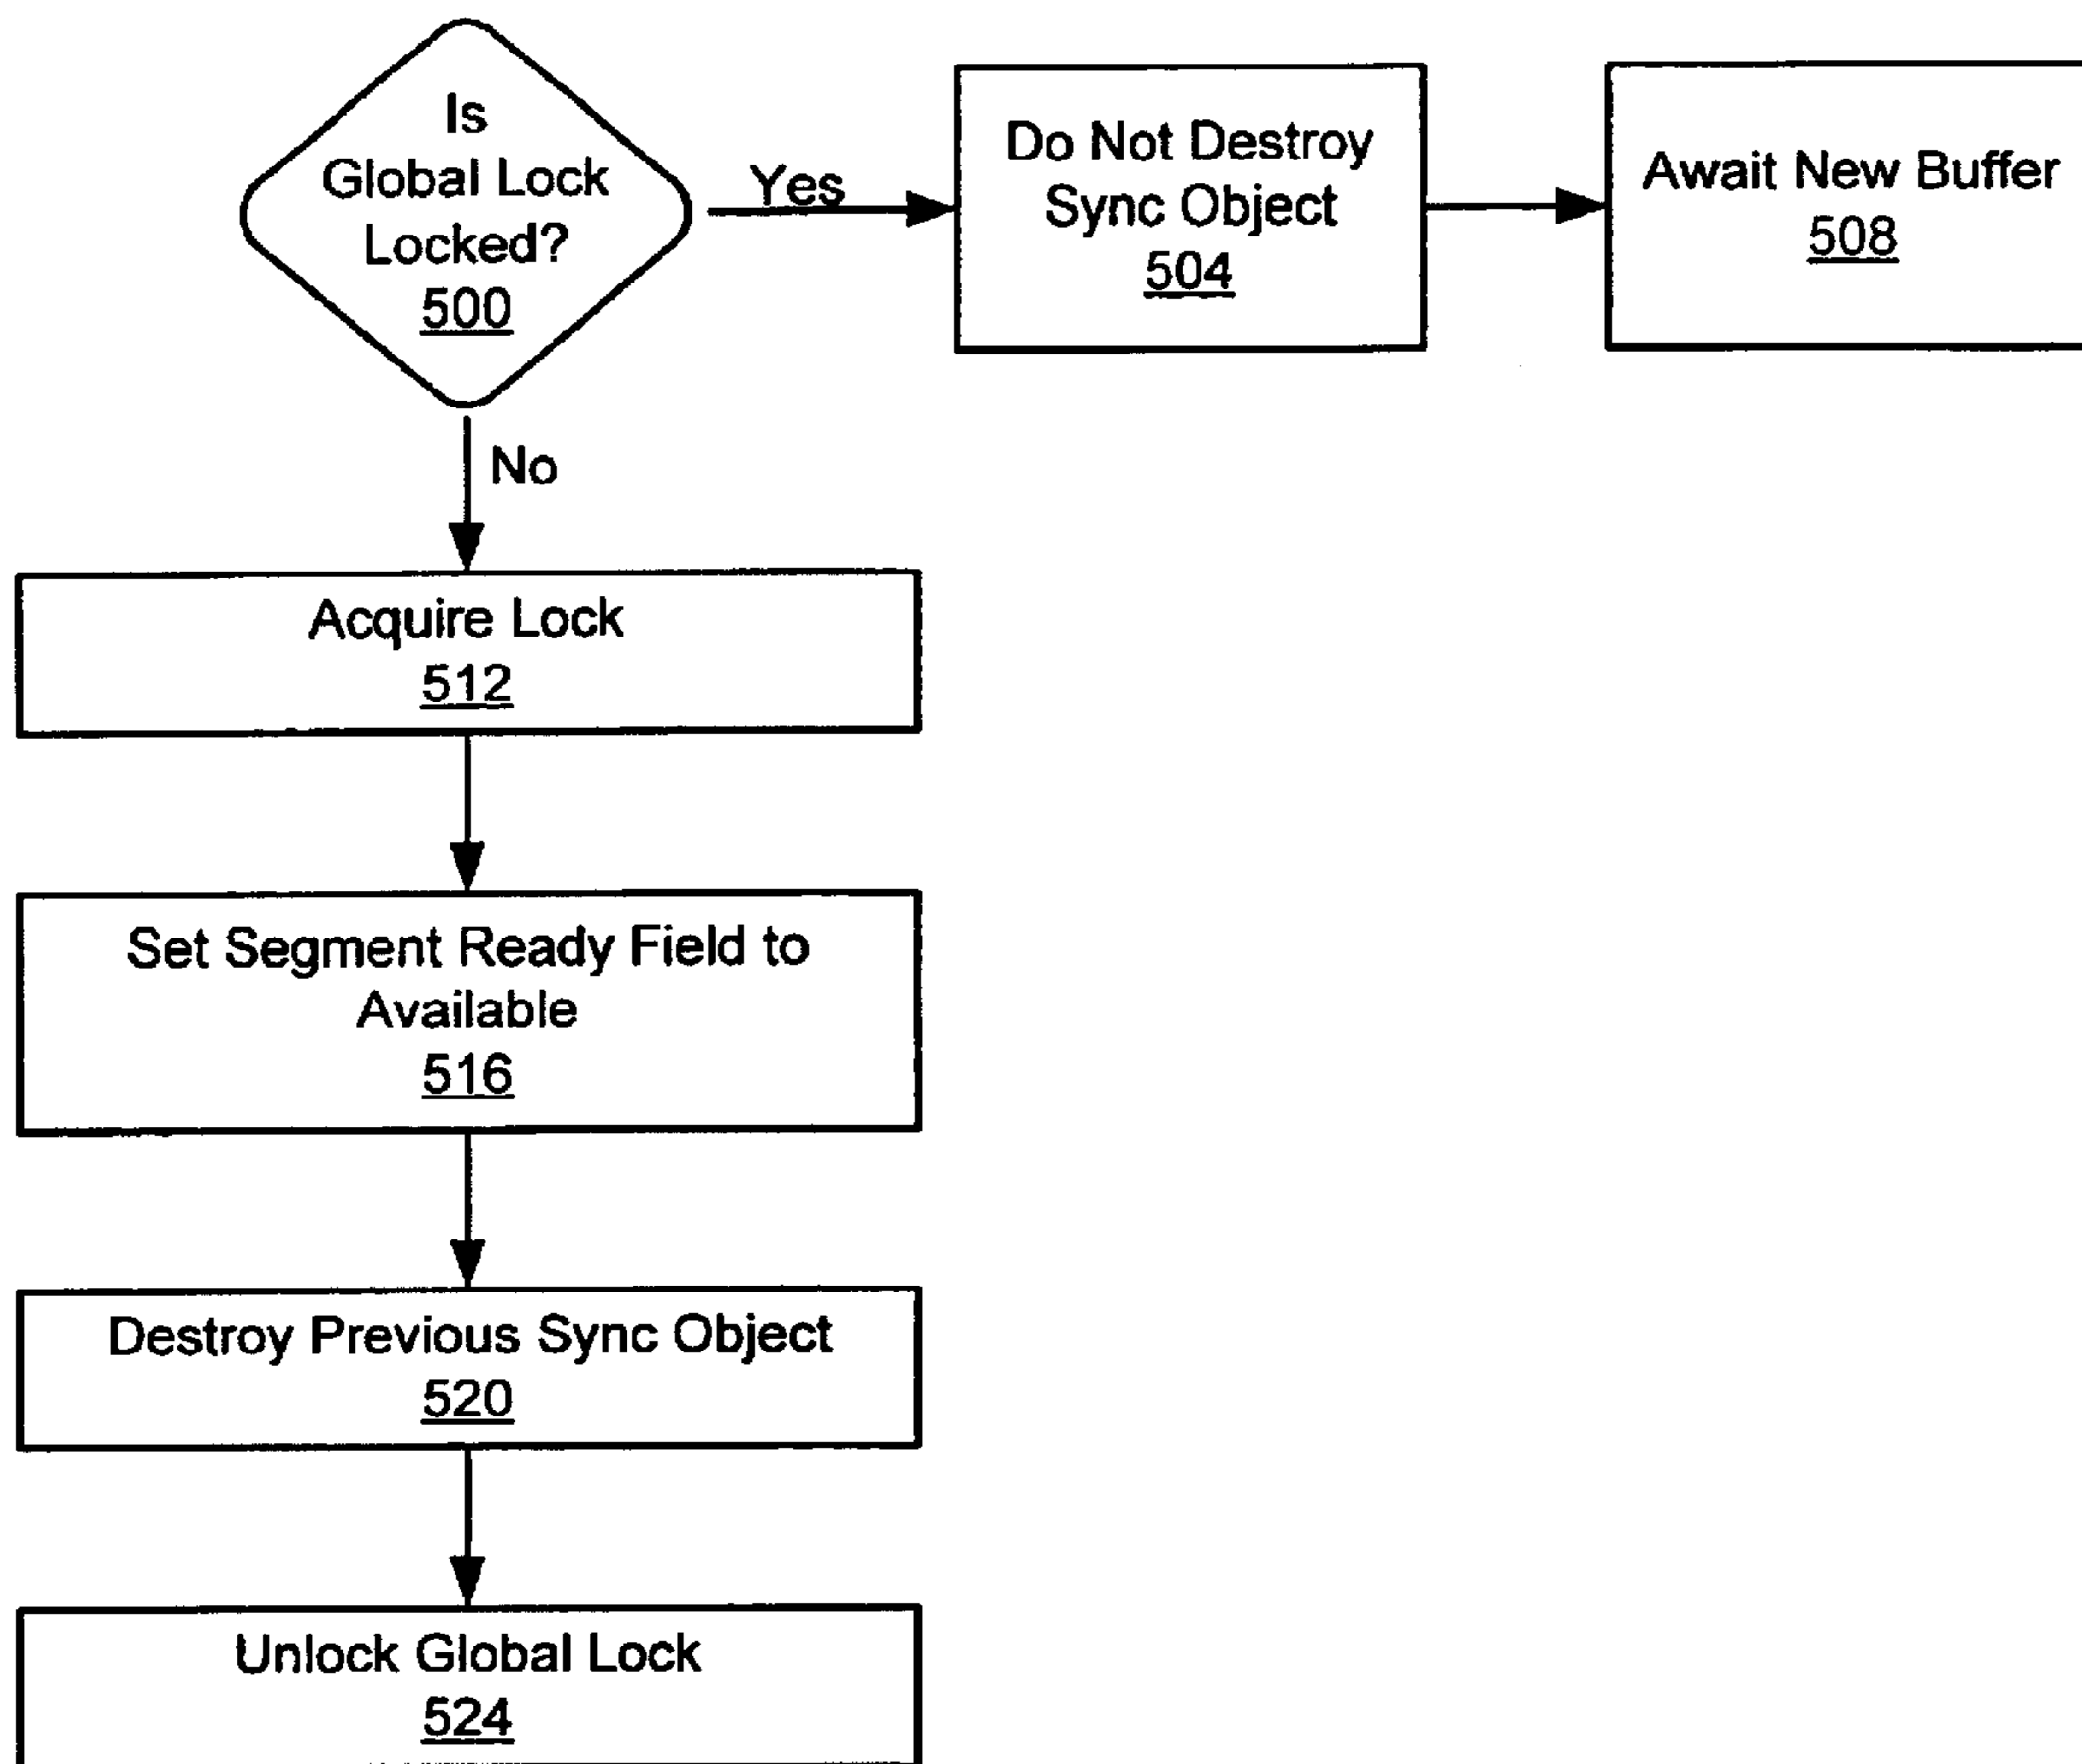 Is
Global Lock
Locked?
500
Yes
Do Not Destroy
Sync Object
504
Await New Buffer
508
No
Acquire Lock
512
Set Segment Ready Field to
Available
516
Destroy Previous Sync Object
520
Unlock Global Lock
524